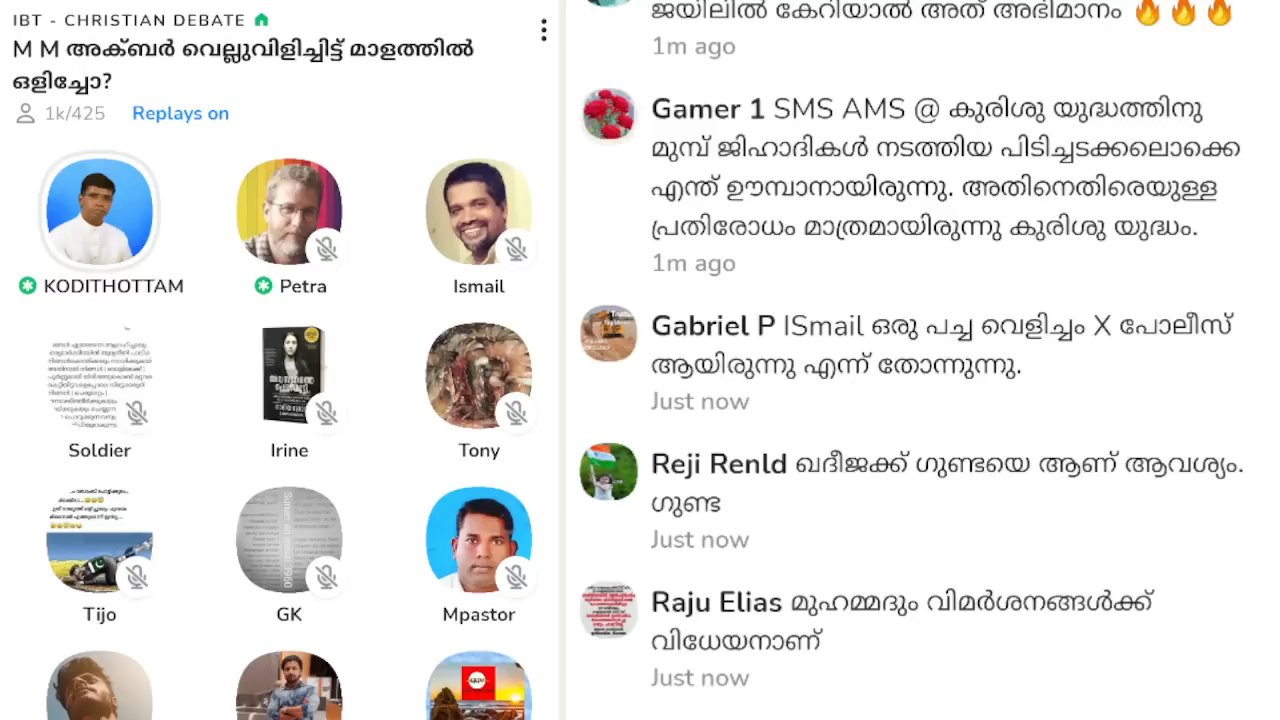 IBT - CHRISTIAN DEBATE
M M അക്ബർ വെല്ലുവിളിച്ചിട്ട് മാളത്തിൽ
ഒളിച്ചോ?
1k/425 Replays on
KODITHOTTAM
Petra
Ismail
Soldier
Irine
Tony
Tijo
GK
Mpastor
ജയിലിൽ കേറിയാൽ അത് അഭിമാനം 🔥🔥🔥
1m ago
Gamer 1 SMS AMS @ കുരിശു യുദ്ധത്തിനു
മുമ്പ് ജിഹാദികൾ നടത്തിയ പിടിച്ചടക്കലൊക്കെ
എന്ത് ഊമ്പാനായിരുന്നു. അതിനെതിരെയുള്ള
പ്രതിരോധം മാത്രമായിരുന്നു കുരിശു യുദ്ധം.
1m ago
Gabriel P ISmail ഒരു പച്ച വെളിച്ചം X പോലീസ്
ആയിരുന്നു എന്ന് തോന്നുന്നു.
Just now
Reji Renld ഖദീജക്ക് ഗുണ്ടയെ ആണ് ആവശ്യം.
ഗുണ്ട
Just now
Raju Elias മുഹമ്മദും വിമർശനങ്ങൾക്ക്
വിധേയനാണ്
Just now